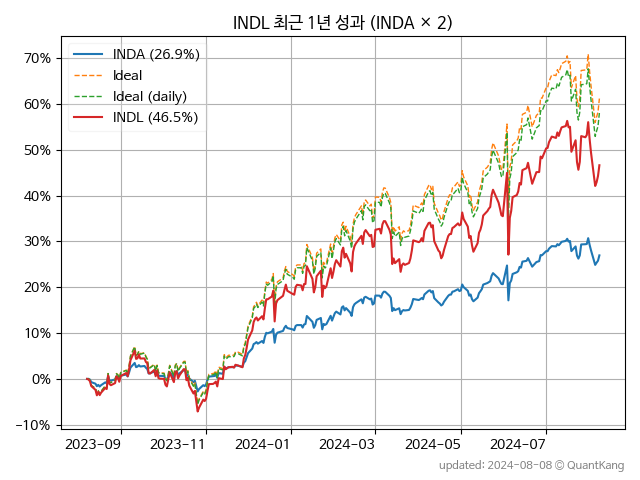 INDL 최근 1년 성과 (INDA × 2)
INDA (26.9%)
Ideal
Ideal (daily)
INDL (46.5%)
70%
60%
50%
40%
30%
20%
10%
0%
−10%
2023-09
2023-11
2024-01
2024-03
2024-05
2024-07
updated: 2024-08-08 © QuantKang